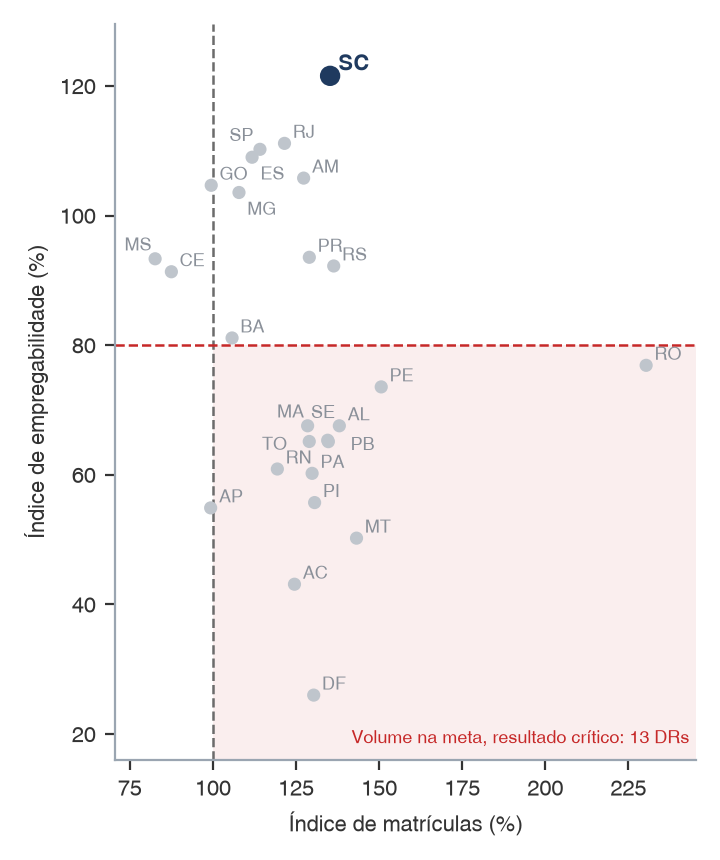 SC
120
SP
RJ
GO
ES
AM
MG
100
MS
CE
PR
RS
BA
80
RO
PE
MA
SE
AL
TO
PB
RN
PA
60
AP
PI
MT
AC
40
DF
20
Volume na meta, resultado crítico: 13 DRs
75
100
125
150
175
200
225
Índice de matrículas (%)
Índice de empregabilidade (%)